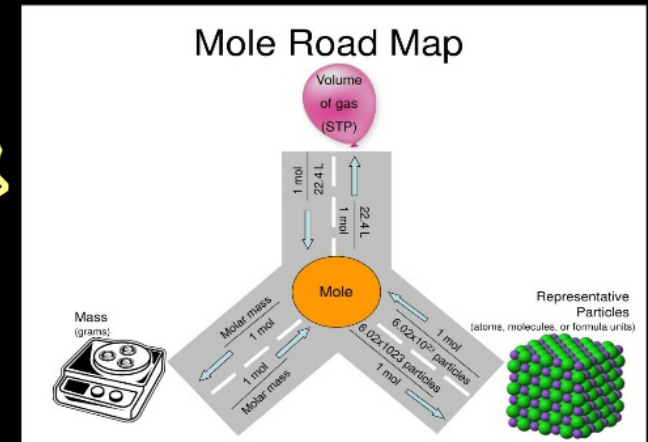 Mole Road Map
Volume
of gas
(STP)
1 mol
22.4 L
22.4 L
1 mol
Mole
Mass
(grams)
Molar mass
1 mol
1 mol
Molar mass
Representative
Particles
(atoms, molecules, or formula units)
1 mol
6.02x10²³ particles
6.02x1023 particles
1 mol